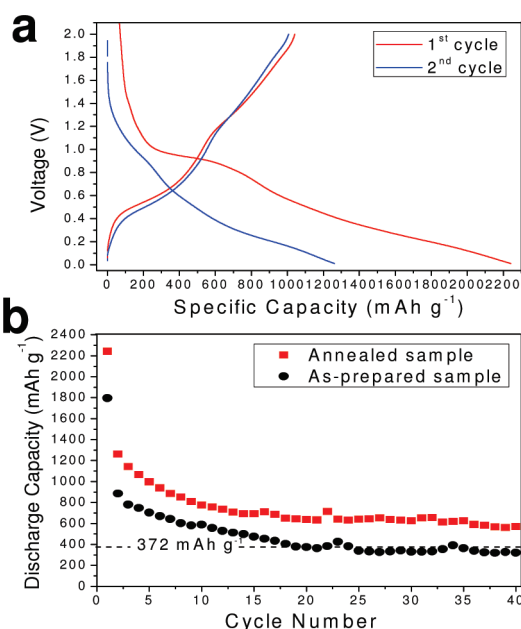 a
1st cycle
2nd cycle
2.0
1.8
1.6
1.4
1.2
1.0
0.8
0.6
0.4
0.2
0.0
Voltage (V)
0 200 400 600 800 1000 1200 1400 1600 1800 2000 2200
Specific Capacity (mAh g-1)
b
Annealed sample
As-prepared sample
2400
2200
2000
1800
1600
1400
1200
1000
800
600
400
200
0
Discharge Capacity (mAh g-1)
372 mAh g-1
0 5 10 15 20 25 30 35 40
Cycle Number